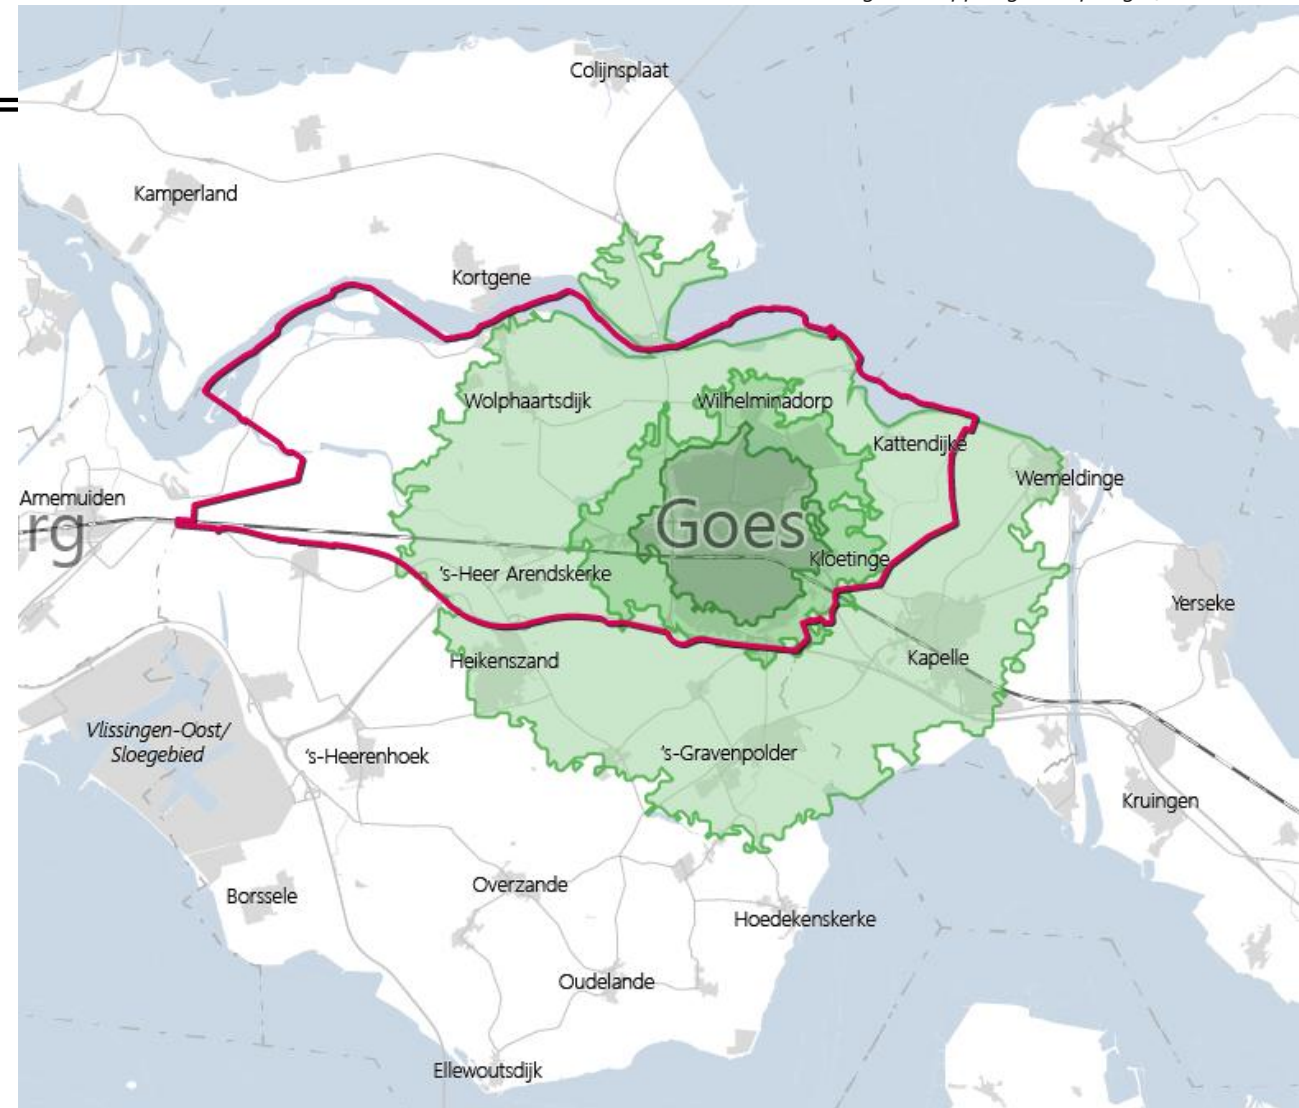 Colijnsplaat
Kamperland
Kortgene
Wolphaartsdijk
Wilhelminadorp
Kattendijke
Wemeldinge
Arnemuiden
rg
Goes
Kloetinge
's-Heer Arendskerke
Yerseke
Heikenszand
Kapelle
Vlissingen-Oost/
Sloegebied
's-Heerenhoek
's-Gravenpolder
Kruingen
Overzande
Borssele
Hoedekenskerke
Oudelande
Ellewoutsdijk